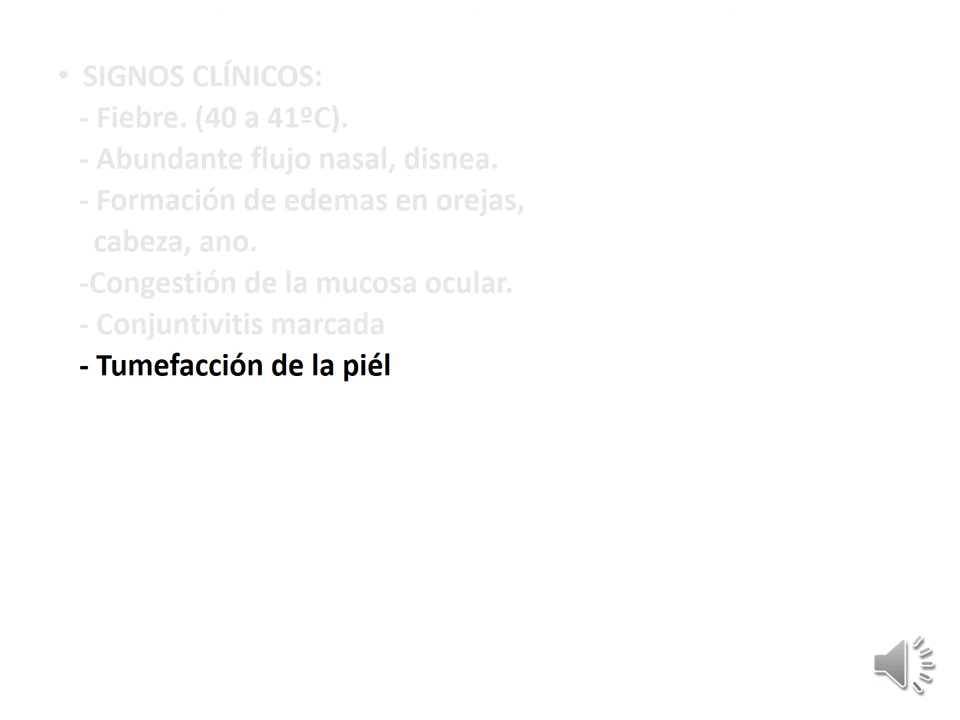 • SIGNOS CLÍNICOS:
- Fiebre. (40 a 41ºC).
- Abundante flujo nasal, disnea.
- Formación de edemas en orejas,
cabeza, ano.
-Congestión de la mucosa ocular.
- Conjuntivitis marcada
- Tumefacción de la piél